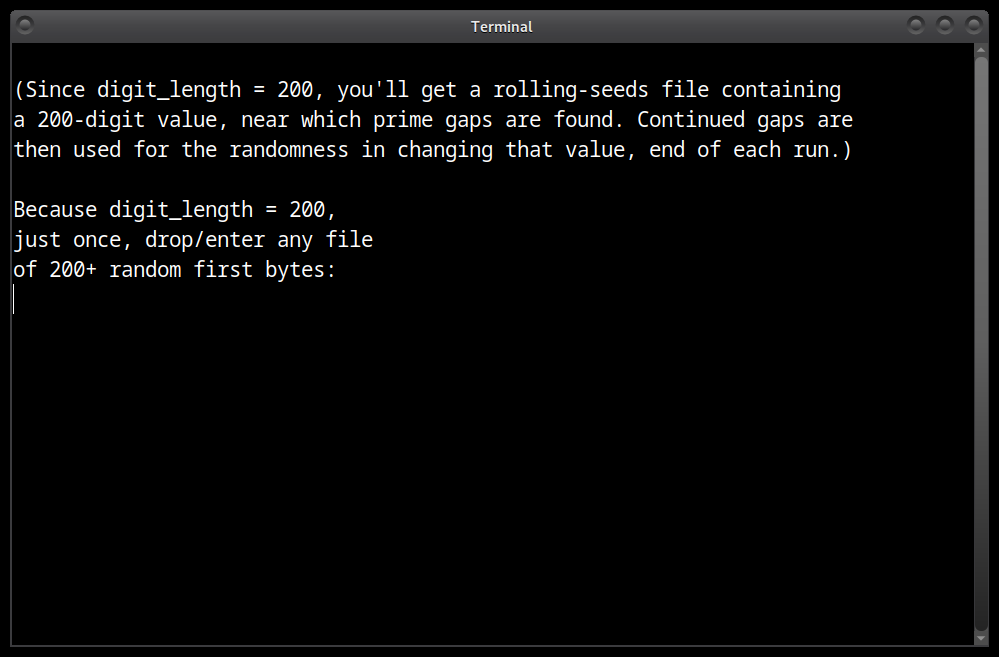 Terminal
(Since digit_length = 200, you'll get a rolling-seeds file containing
a 200-digit value, near which prime gaps are found. Continued gaps are
then used for the randomness in changing that value, end of each run.)
Because digit_length = 200,
just once, drop/enter any file
of 200+ random first bytes: